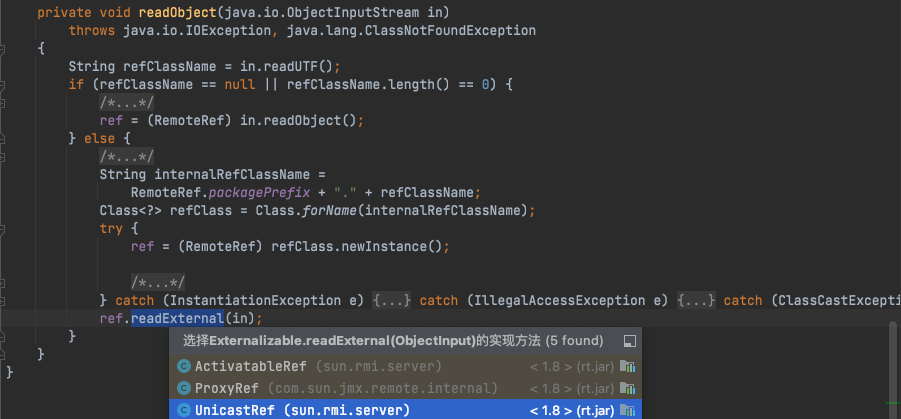 private void readObject(java.io.ObjectInputStream in)
throws java.io.IOException, java.lang.ClassNotFoundException
{
String refClassName = in.readUTF();
if (refClassName == null || refClassName.length() == 0) {
/*...*/
ref = (RemoteRef) in.readObject();
} else {
/*...*/
String internalRefClassName =
RemoteRef.packagePrefix + "." + refClassName;
Class<?> refClass = Class.forName(internalRefClassName);
try {
ref = (RemoteRef) refClass.newInstance();
/*...*/
} catch (InstantiationException e) {...} catch (IllegalAccessException e) {...} catch (ClassCastExcepti
ref.readExternal(in);
}
}
}
选择Externalizable.readExternal(ObjectInput)的实现方法 (5 found)
ActivatableRef (sun.rmi.server) < 1.8 > (rt.jar)
ProxyRef (com.sun.jmx.remote.internal) < 1.8 > (rt.jar)
UnicastRef (sun.rmi.server) < 1.8 > (rt.jar)